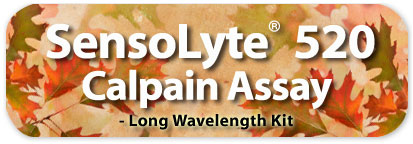 SensoLyte® 520
Calpain Assay
- Long Wavelength Kit